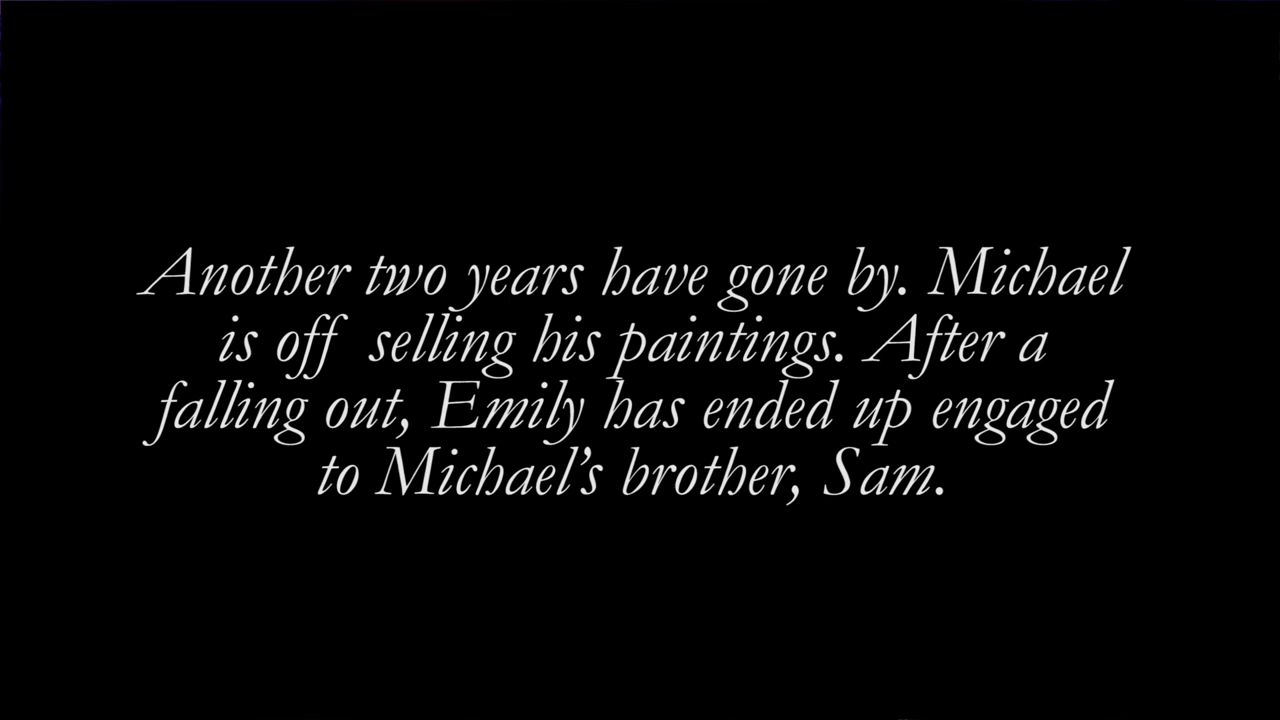 Another two years have gone by. Michael
is off  selling his paintings. After a
falling out, Emily has ended up engaged
to Michael’s brother, Sam.